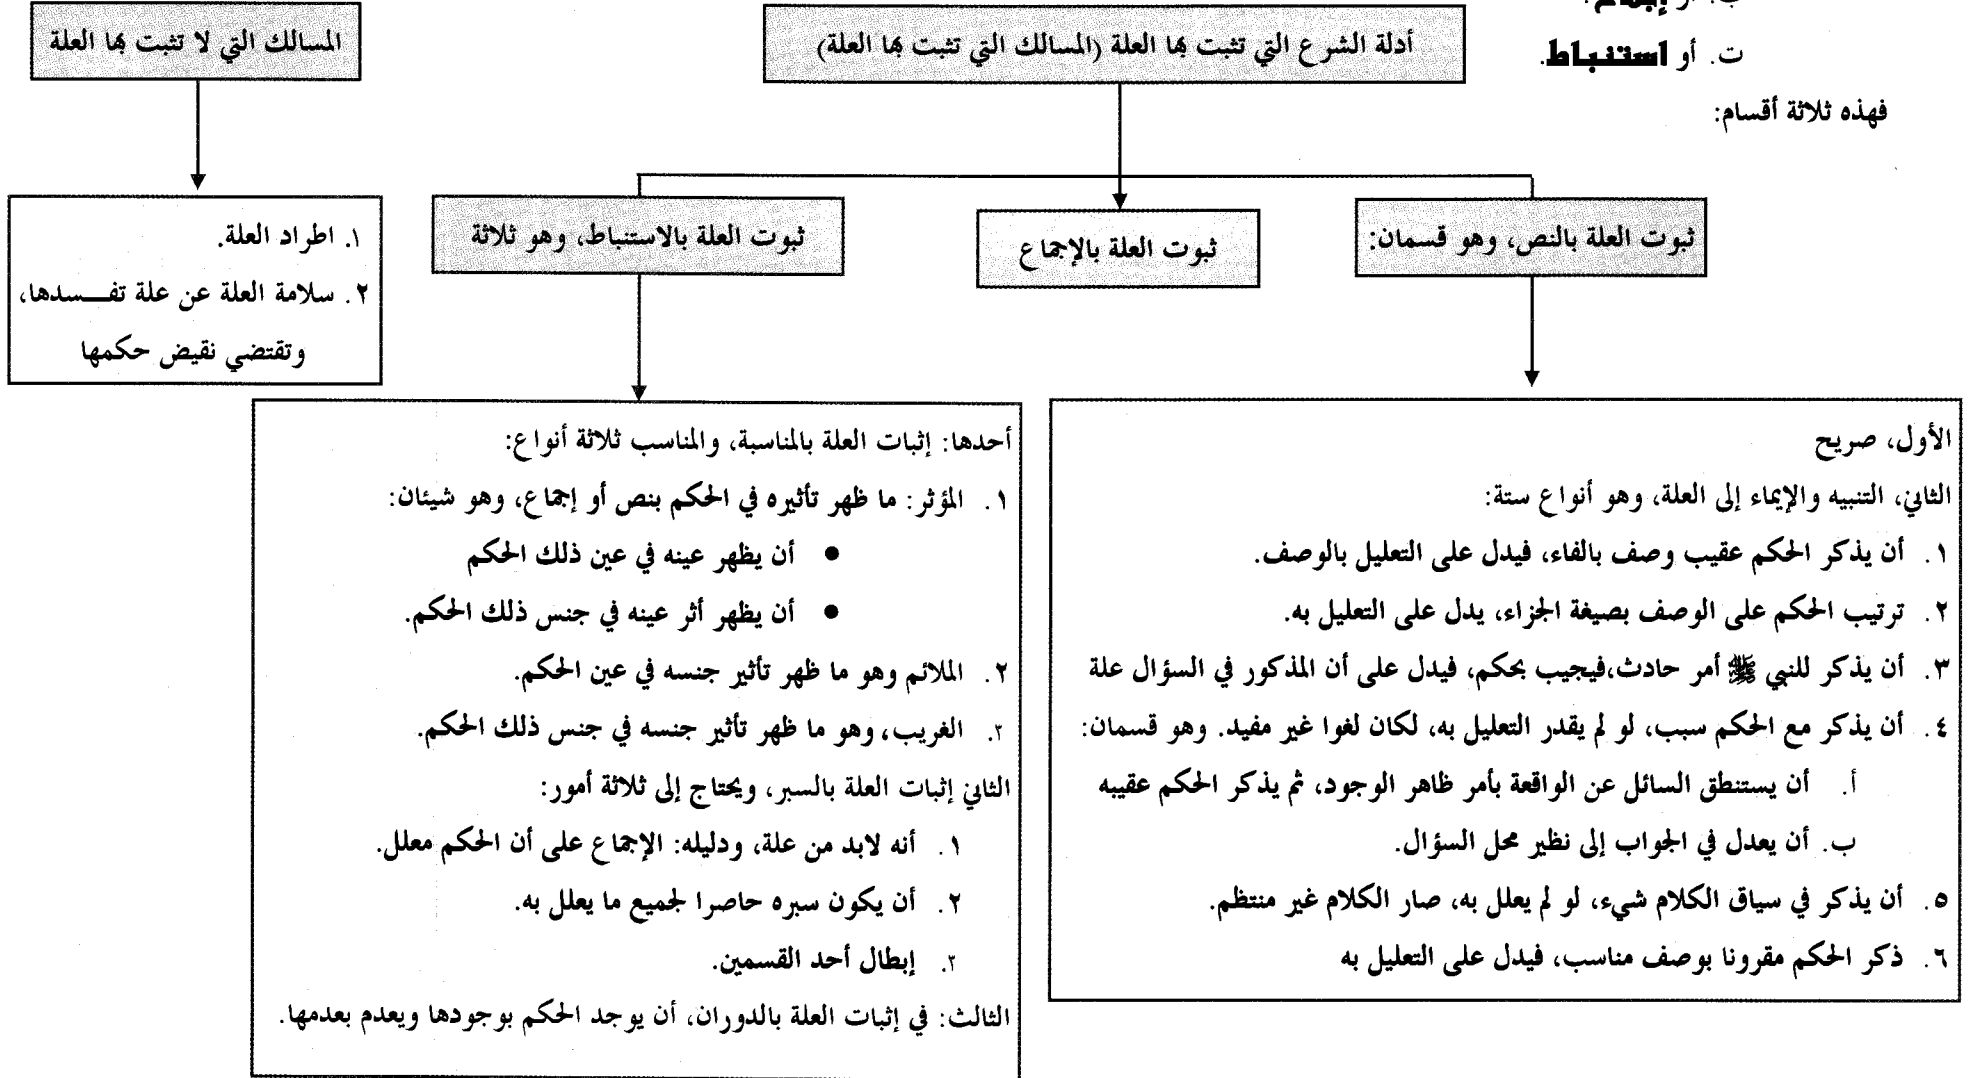 ت. أو استنباط.
فهذه ثلاثة أقسام:
أدلة الشرع التي تثبت بها العلة (المسالك التي تثبت بها العلة)
المسالك التي لا تثبت بها العلة
ثبوت العلة بالنص، وهو قسمان:
ثبوت العلة بالإجماع
ثبوت العلة بالاستنباط، وهو ثلاثة
١. اطراد العلة.
٢. سلامة العلة عن علة تفـــسدها،
وتقتضي نقيض حكمها
الأول، صريح
الثاني، التنبيه والإيماء إلى العلة، وهو أنواع ستة:
١. أن يذكر الحكم عقيب وصف بالفاء، فيدل على التعليل بالوصف.
٢. ترتيب الحكم على الوصف بصيغة الجزاء، يدل على التعليل به.
٣. أن يذكر للنبي ﷺ أمر حادث،فيجيب بحكم، فيدل على أن المذكور في السؤال علة
٤. أن يذكر مع الحكم سبب، لو لم يقدر التعليل به، لكان لغوا غير مفيد. وهو قسمان:
أ. أن يستنطق السائل عن الواقعة بأمر ظاهر الوجود، ثم يذكر الحكم عقيبه
ب. أن يعدل في الجواب إلى نظير محل السؤال.
٥. أن يذكر في سياق الكلام شيء، لو لم يعلل به، صار الكلام غير منتظم.
٦. ذكر الحكم مقرونا بوصف مناسب، فيدل على التعليل به
أحدها: إثبات العلة بالمناسبة، والمناسب ثلاثة أنواع:
١. المؤثر: ما ظهر تأثيره في الحكم بنص أو إجماع، وهو شيئان:
● أن يظهر عينه في عين ذلك الحكم
● أن يظهر أثر عينه في جنس ذلك الحكم.
٢. الملائم وهو ما ظهر تأثير جنسه في عين الحكم.
٣. الغريب، وهو ما ظهر تأثير جنسه في جنس ذلك الحكم.
الثاني إثبات العلة بالسبر، ويحتاج إلى ثلاثة أمور:
١. أنه لابد من علة، ودليله: الإجماع على أن الحكم معلل.
٢. أن يكون سبره حاصرا لجميع ما يعلل به.
٣. إبطال أحد القسمين.
الثالث: في إثبات العلة بالدوران، أن يوجد الحكم بوجودها ويعدم بعدمها.